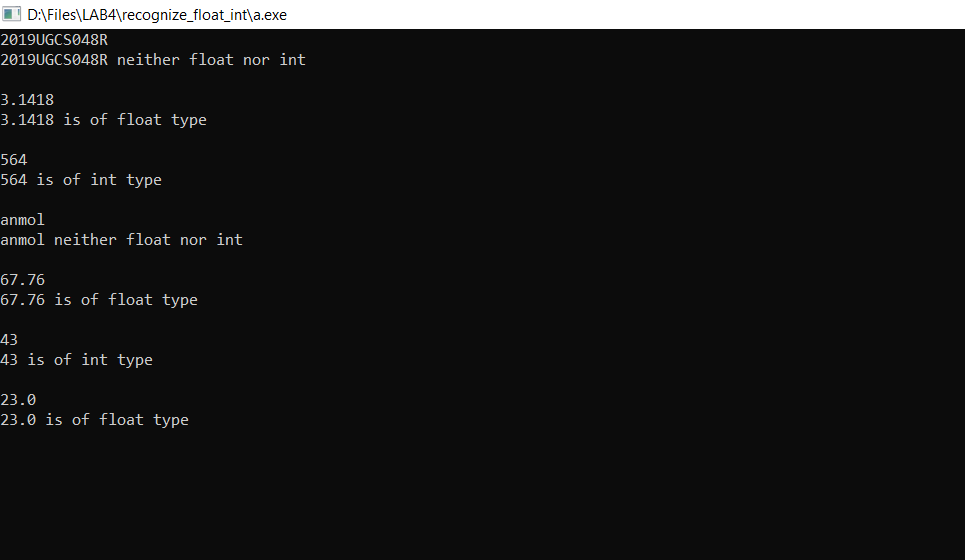 D:\Files\LAB4\recognize_float_int\a.exe
2019UGCS048R
2019UGCS048R neither float nor int
3.1418
3.1418 is of float type
564
564 is of int type
anmol
anmol neither float nor int
67.76
67.76 is of float type
43
43 is of int type
23.0
23.0 is of float type